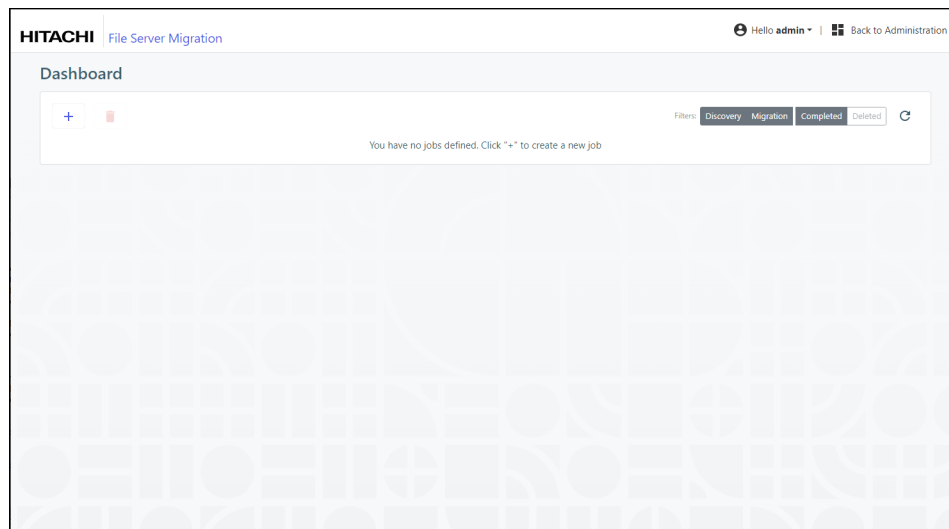 HITACHI File Server Migration Hello admin | Back to Administration
Dashboard
+ Filters: Discovery Migration Completed Deleted
You have no jobs defined. Click "+" to create a new job